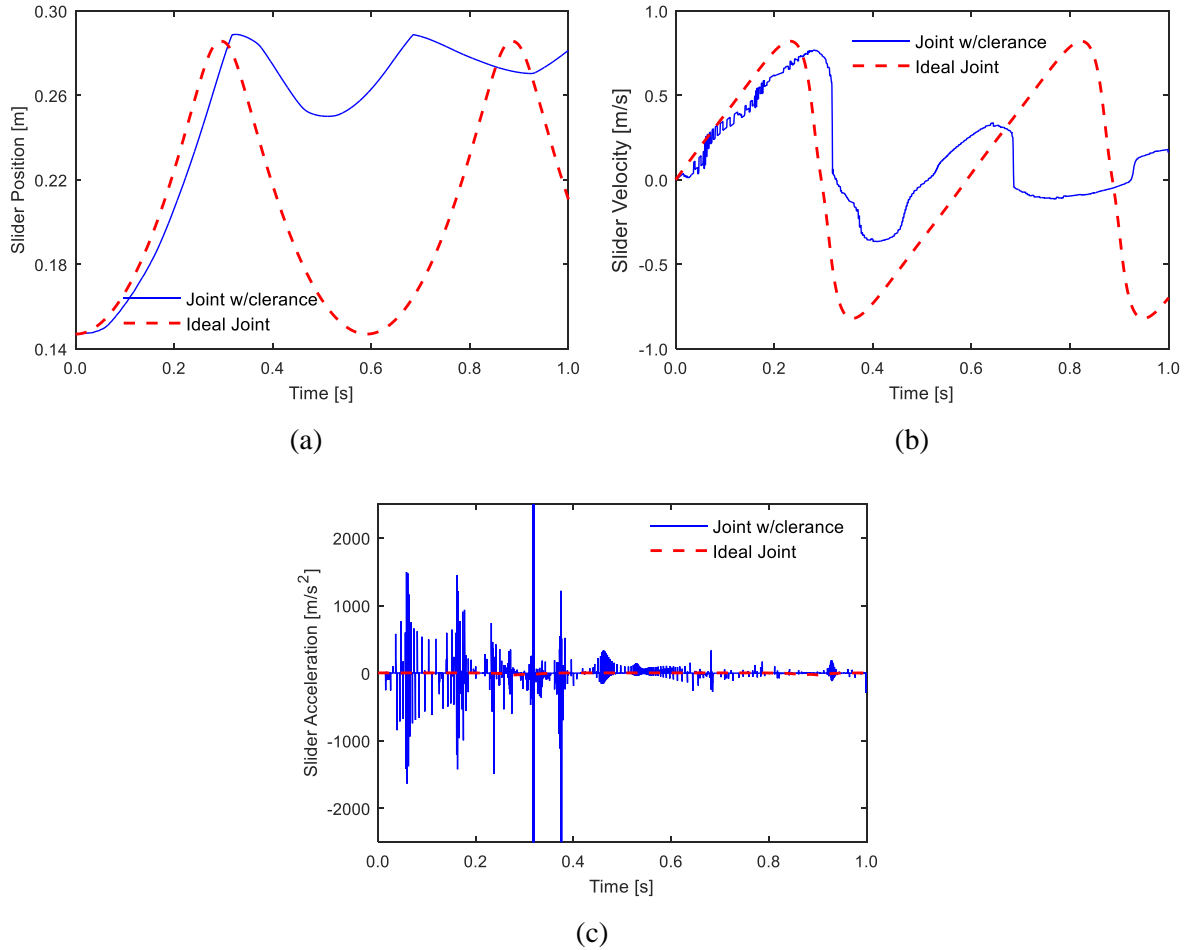 0.30
0.26
0.22
0.18
0.14
Slider Position [m]
Joint w/clerance
Ideal Joint
0.0 0.2 0.4 0.6 0.8 1.0
Time [s]
(a)
1.0
0.5
0.0
-0.5
-1.0
Slider Velocity [m/s]
Joint w/clerance
Ideal Joint
0.0 0.2 0.4 0.6 0.8 1.0
Time [s]
(b)
2000
1000
0
-1000
-2000
Slider Acceleration [m/s²]
Joint w/clerance
Ideal Joint
0.0 0.2 0.4 0.6 0.8 1.0
Time [s]
(c)